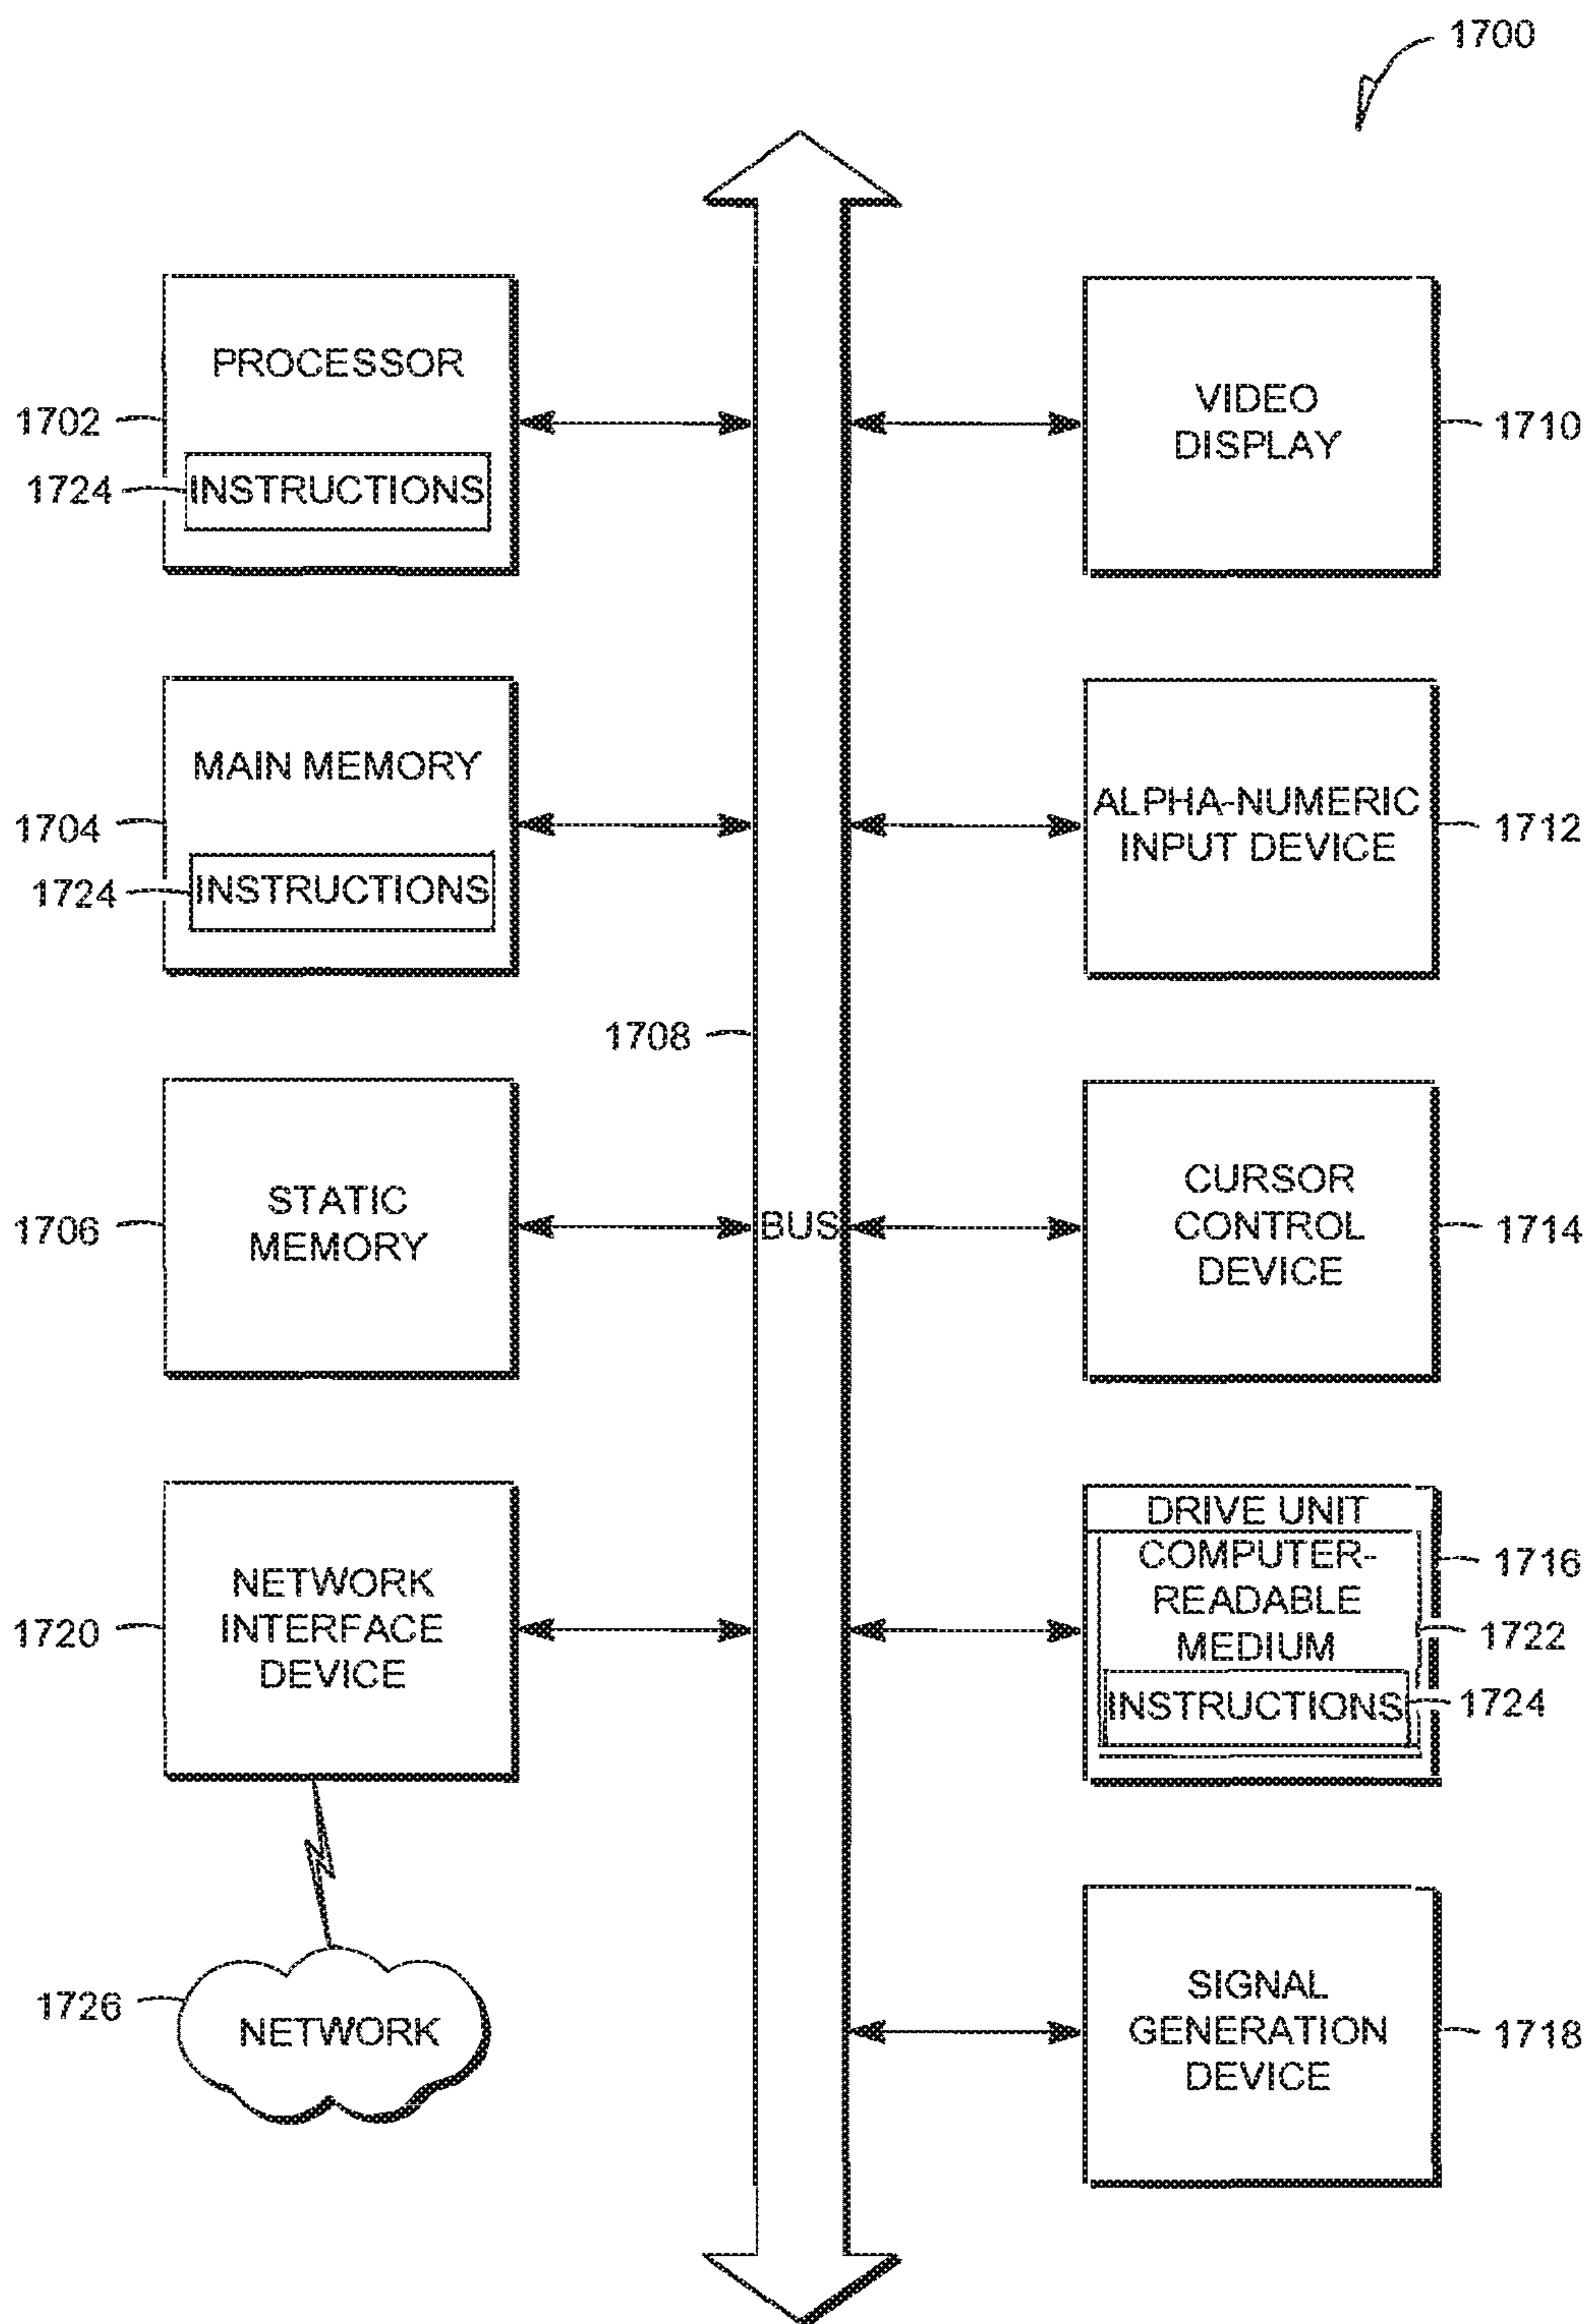 1700
PROCESSOR
1702
1724
INSTRUCTIONS
VIDEO
DISPLAY
1710
MAIN MEMORY
1704
1724
INSTRUCTIONS
ALPHA-NUMERIC
INPUT DEVICE
1712
1708
STATIC
MEMORY
1706
BUS
CURSOR
CONTROL
DEVICE
1714
NETWORK
INTERFACE
DEVICE
1720
DRIVE UNIT
COMPUTER-
READABLE
MEDIUM
INSTRUCTIONS
1716
1722
1724
1726
NETWORK
SIGNAL
GENERATION
DEVICE
1718